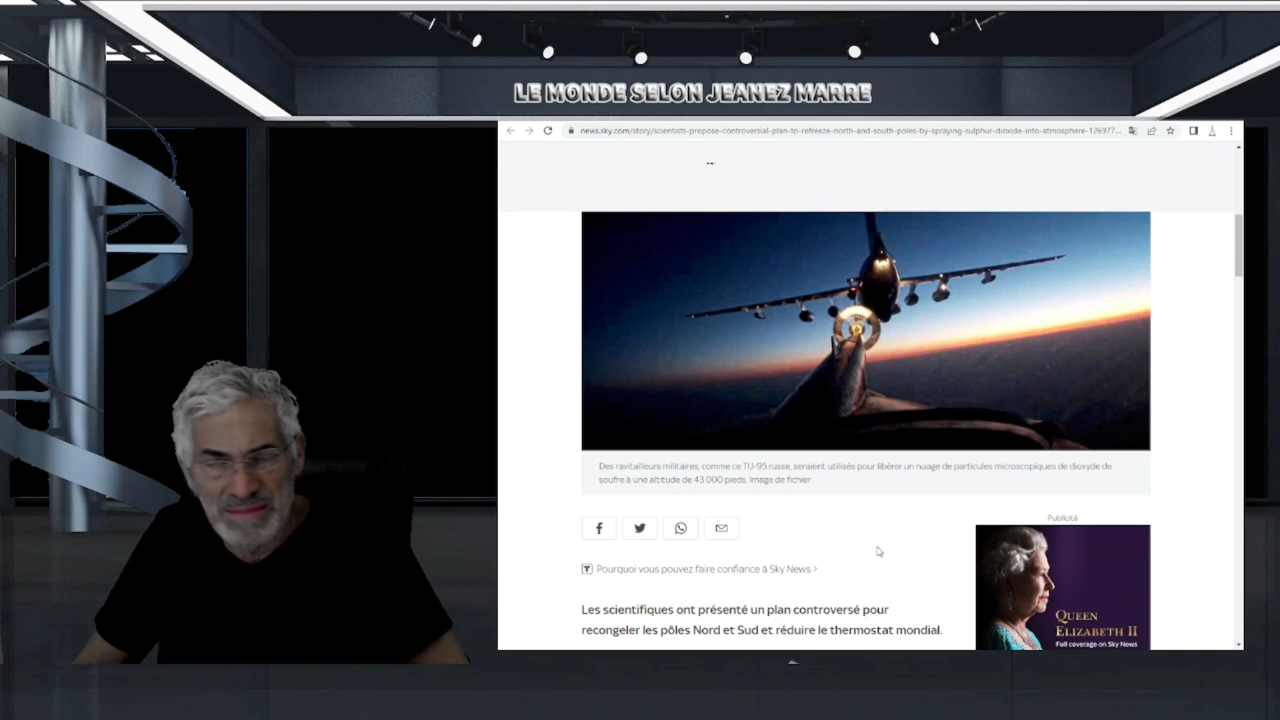 LE MONDE SELON JEANEZ MARRE
news.sky.com/story/scientists-propose-controversial-plan-to-refreeze-north-and-south-poles-by-spraying-sulphur-dioxide-into-atmosphere-126977...
Des ravitailleurs militaires, comme ce TU-95 russe, seraient utilisés pour libérer un nuage de particules microscopiques de dioxyde de
soufre à une altitude de 43 000 pieds. Image de fichier
Publicité
Pourquoi vous pouvez faire confiance à Sky News >
Les scientifiques ont présenté un plan controversé pour
recongeler les pôles Nord et Sud et réduire le thermostat mondial.
QUEEN
ELIZABETH II
Full coverage on Sky News